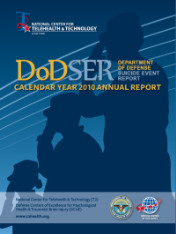 NATIONAL CENTER FOR
TELEHEALTH & TECHNOLOGY
DoDSER
DEPARTMENT
OF DEFENSE
SUICIDE EVENT
REPORT
CALENDAR YEAR 2010 ANNUAL REPORT
National Center for Telehealth & Technology (T2)
Defense Centers of Excellence for Psychological
Health & Traumatic Brain Injury (DCoE)
www.t2health.org